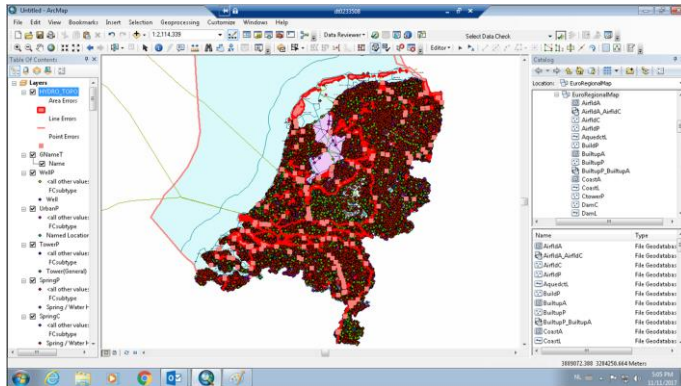 Untitled - ArcMap
dt0233508
File Edit View Bookmarks Insert Selection Geoprocessing Customize Windows Help
1:2,114,339
Data Reviewer
Select Data Check
Editor
Table Of Contents
Layers
HYDRO_TOPO
Area Errors
Line Errors
Point Errors
GNameT
Name
WellP
<all other values
FCsubtype
Well
UrbanP
<all other values
FCsubtype
Named Location
TowerP
<all other values
FCsubtype
Tower(General)
SpringP
<all other values
FCsubtype
Spring / Water H
SpringC
<all other values
FCsubtype
Spring / Water H
Catalog
Location: EuroRegionalMap
EuroRegionalMap
AirfldA
AirfldA_AirfldC
AirfldC
AirfldP
AquedctL
BuildP
BuiltupA
BuiltupP
BuiltupP_BuiltupA
CoastA
CoastL
CtowerP
DamC
DamL
Name Type
AirfldA File Geodatabas
AirfldA_AirfldC File Geodatabas
AirfldC File Geodatabas
AirfldP File Geodatabas
AquedctL File Geodatabas
BuildP File Geodatabas
BuiltupA File Geodatabas
BuiltupP File Geodatabas
BuiltupP_BuiltupA File Geodatabas
CoastA File Geodatabas
CoastL File Geodatabas
3889872.388 3284256.664 Meters
NL
5:03 PM